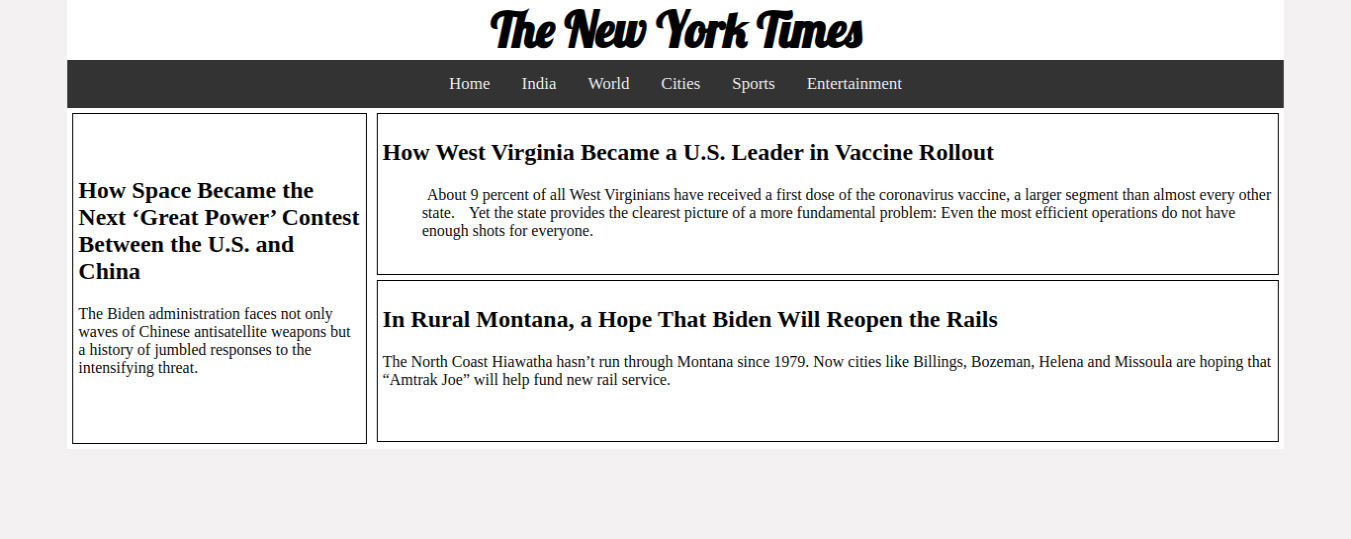 The New York Times
Home India World Cities Sports Entertainment
How Space Became the
Next ‘Great Power’ Contest
Between the U.S. and
China
The Biden administration faces not only
waves of Chinese antisatellite weapons but
a history of jumbled responses to the
intensifying threat.
How West Virginia Became a U.S. Leader in Vaccine Rollout
About 9 percent of all West Virginians have received a first dose of the coronavirus vaccine, a larger segment than almost every other
state. Yet the state provides the clearest picture of a more fundamental problem: Even the most efficient operations do not have
enough shots for everyone.
In Rural Montana, a Hope That Biden Will Reopen the Rails
The North Coast Hiawatha hasn’t run through Montana since 1979. Now cities like Billings, Bozeman, Helena and Missoula are hoping that
“Amtrak Joe” will help fund new rail service.